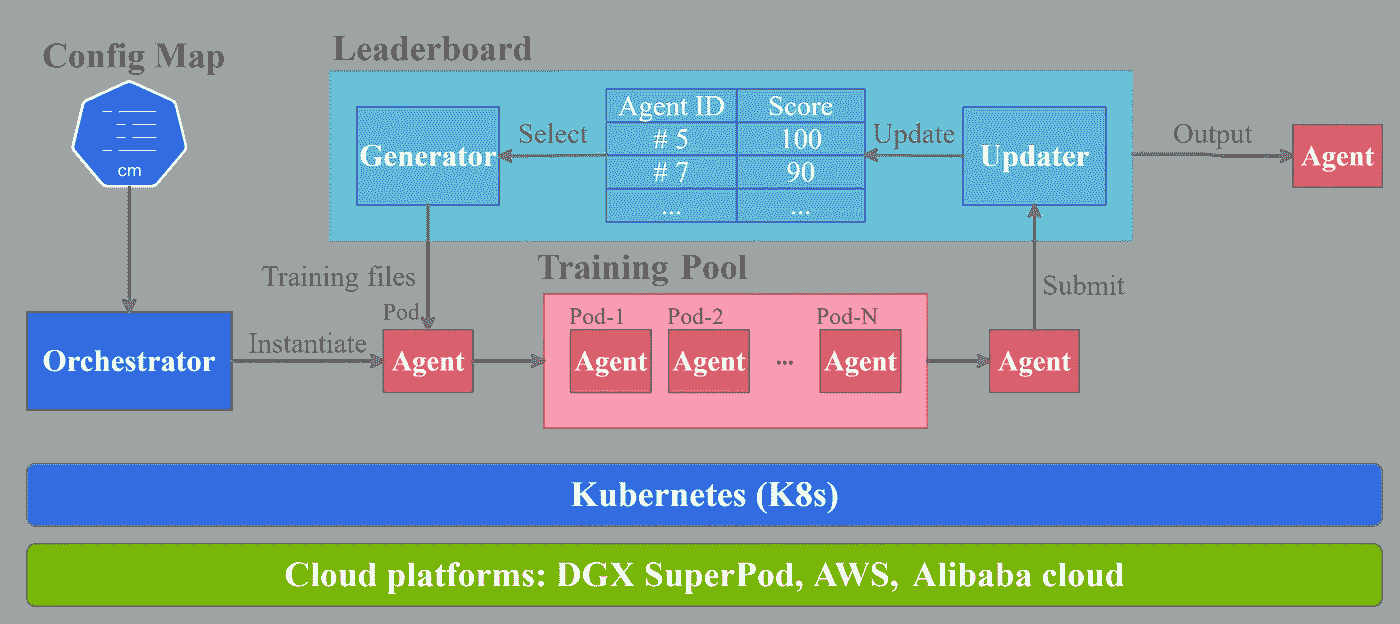 Config Map
cm
Leaderboard
Generator
Select
Agent ID Score
# 5 100
# 7 90
... ...
Update
Updater
Output
Agent
Training files
Pod
Orchestrator
Instantiate
Agent
Training Pool
Pod-1 Pod-2 Pod-N
Agent Agent ... Agent
Agent
Submit
Kubernetes (K8s)
Cloud platforms: DGX SuperPod, AWS, Alibaba cloud